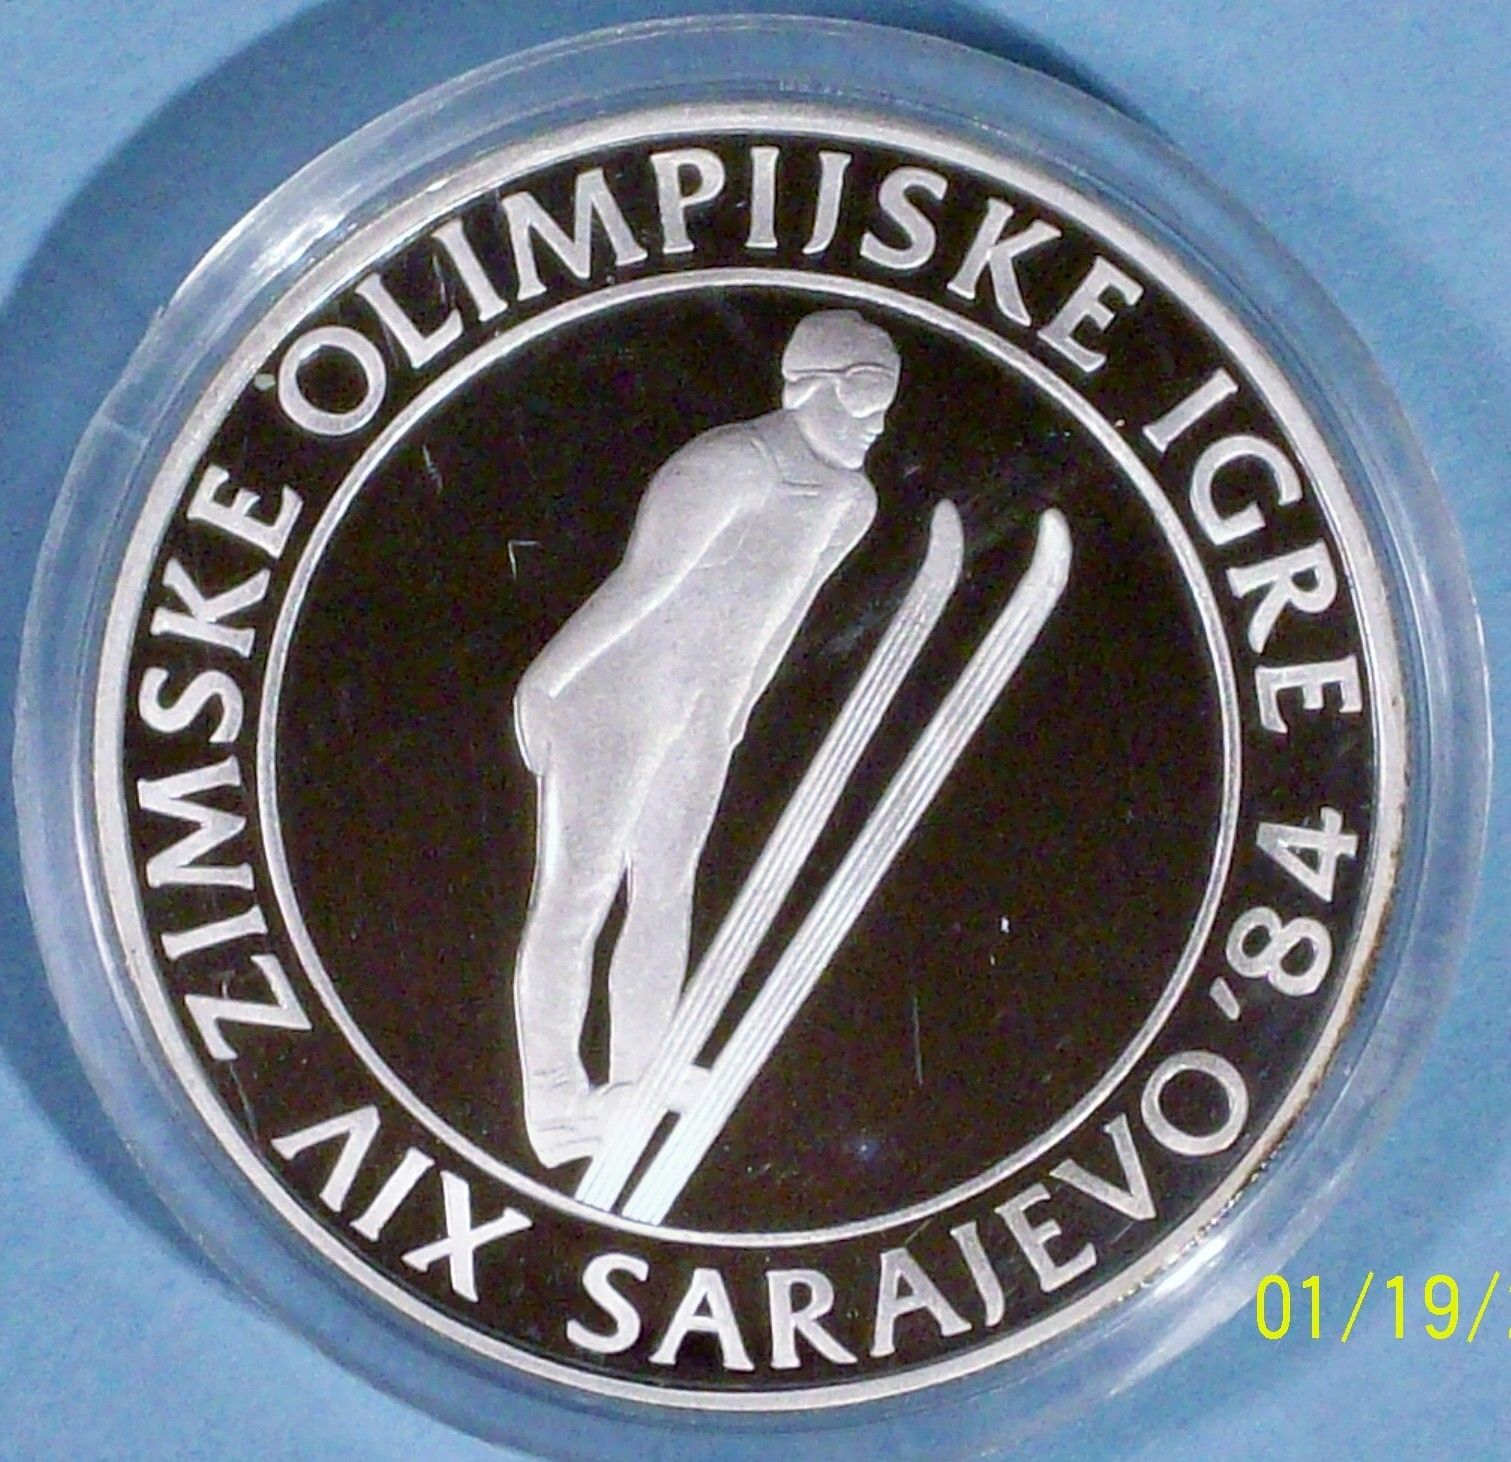 XIV ZIMSKE OLIMPIJSKE IGRE
SARAJEVO '84
01/19/